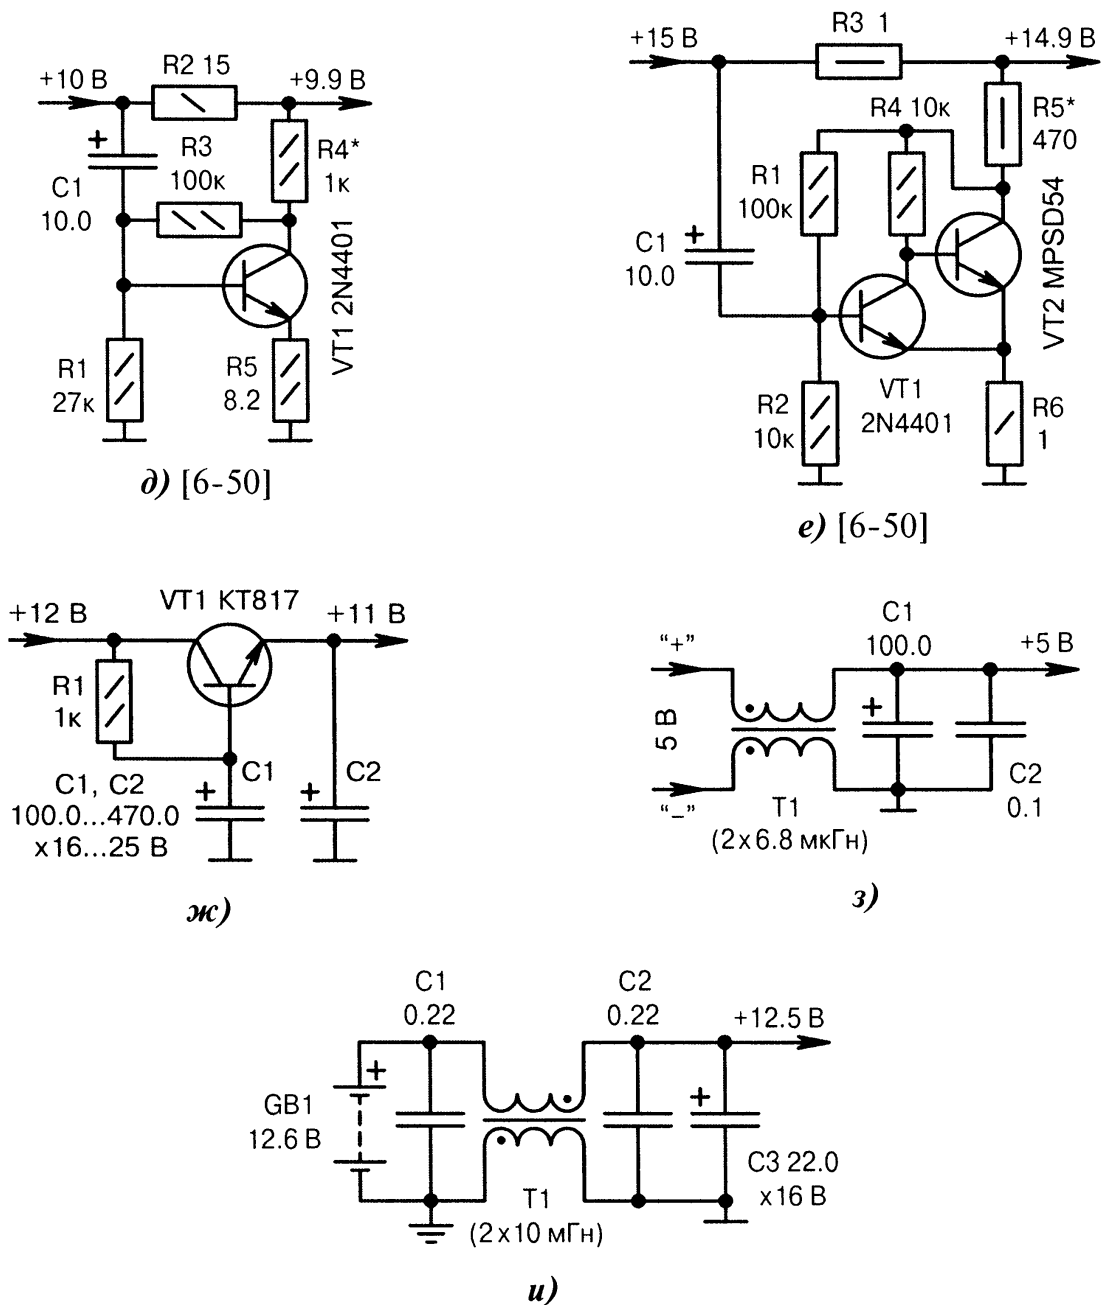 +10 В
R2 15
+9.9 В
+
R3
100к
R4*
1к
C1
10.0
VT1 2N4401
R1
27к
R5
8.2
д) [6-50]
R3 1
+15 В
+14.9 В
R4 10к
R5*
470
R1
100к
C1
10.0
+
VT2 MPSD54
VT1
2N4401
R2
10к
R6
1
е) [6-50]
VT1 КТ817
+12 В
+11 В
R1
1к
C1
C2
+
+
C1, C2
100.0...470.0
х16...25 В
ж)
C1
100.0
“+”
+5 В
+
5 В
“–”
T1
(2х6.8 мкГн)
C2
0.1
з)
C1
0.22
C2
0.22
+12.5 В
+
+
GB1
12.6 В
C3 22.0
х16 В
T1
(2х10 мГн)
и)